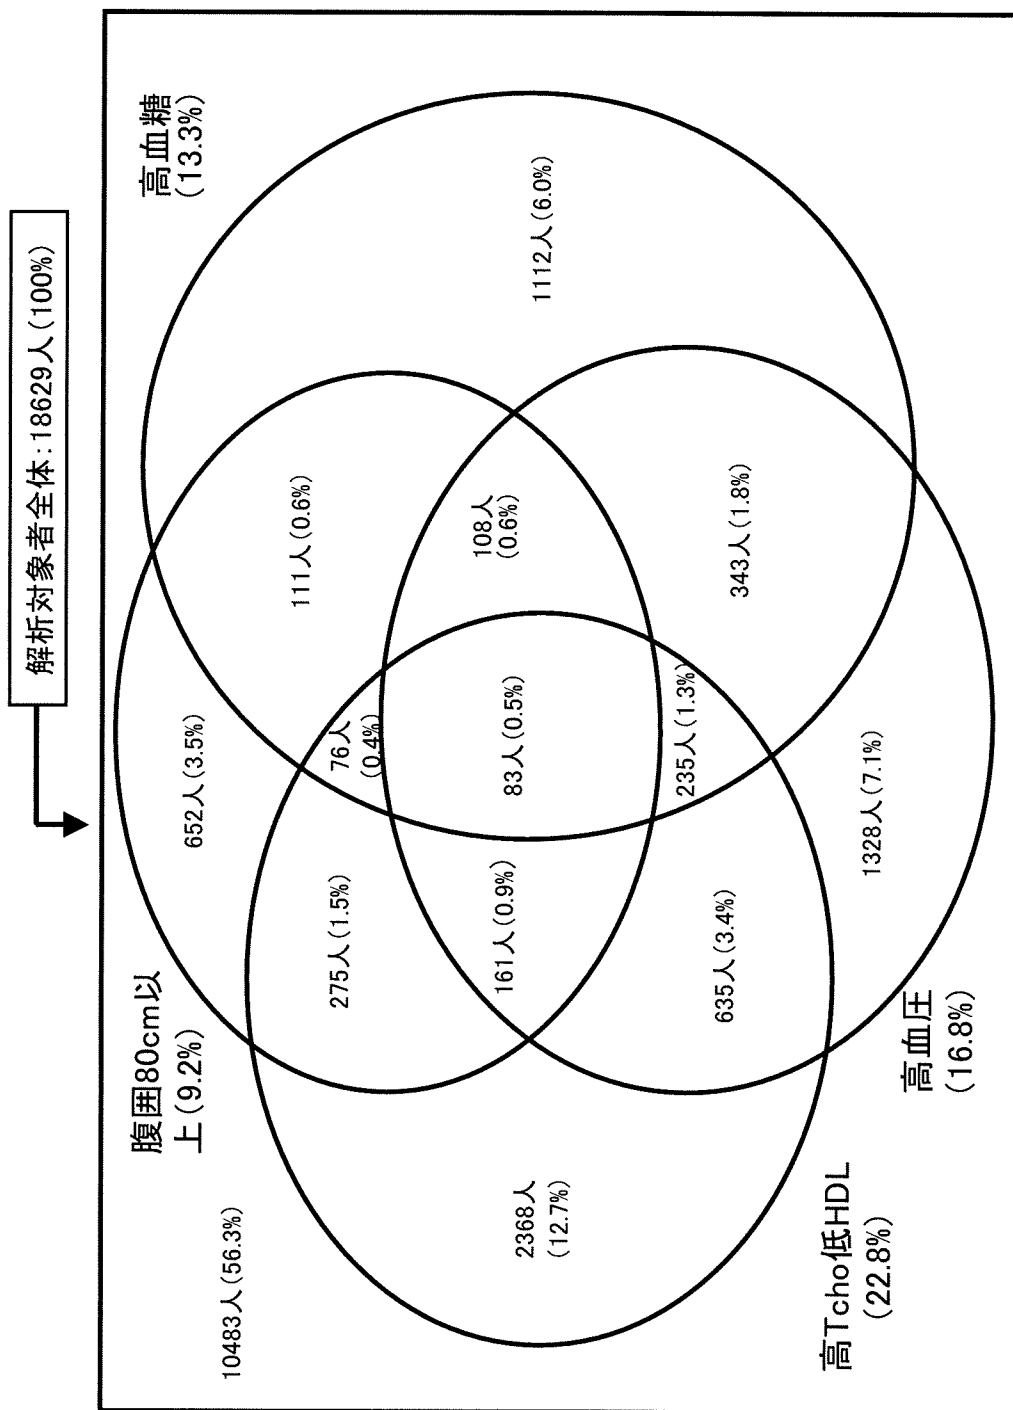 解析対象者全体:18629人(100%)
10483人(56.3%)
腹囲80cm以
上(9.2%)
652人(3.5%)
高血糖
(13.3%)
275人(1.5%)
76人
(0.4%)
111人(0.6%)
2368人
(12.7%)
161人(0.9%)
83人(0.5%)
108人
(0.6%)
1112人(6.0%)
635人(3.4%)
235人(1.3%)
343人(1.8%)
高Tcho低HDL
(22.8%)
高血圧
(16.8%)
1328人(7.1%)